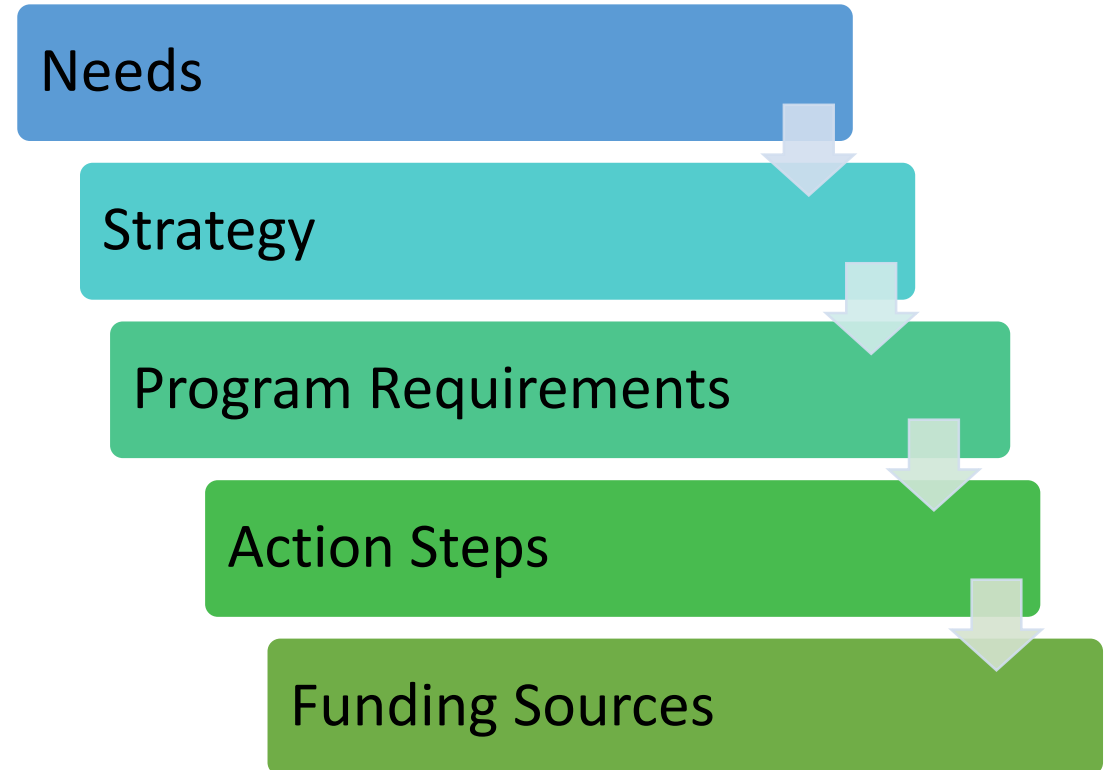 Needs
Strategy
Program Requirements
Action Steps
Funding Sources